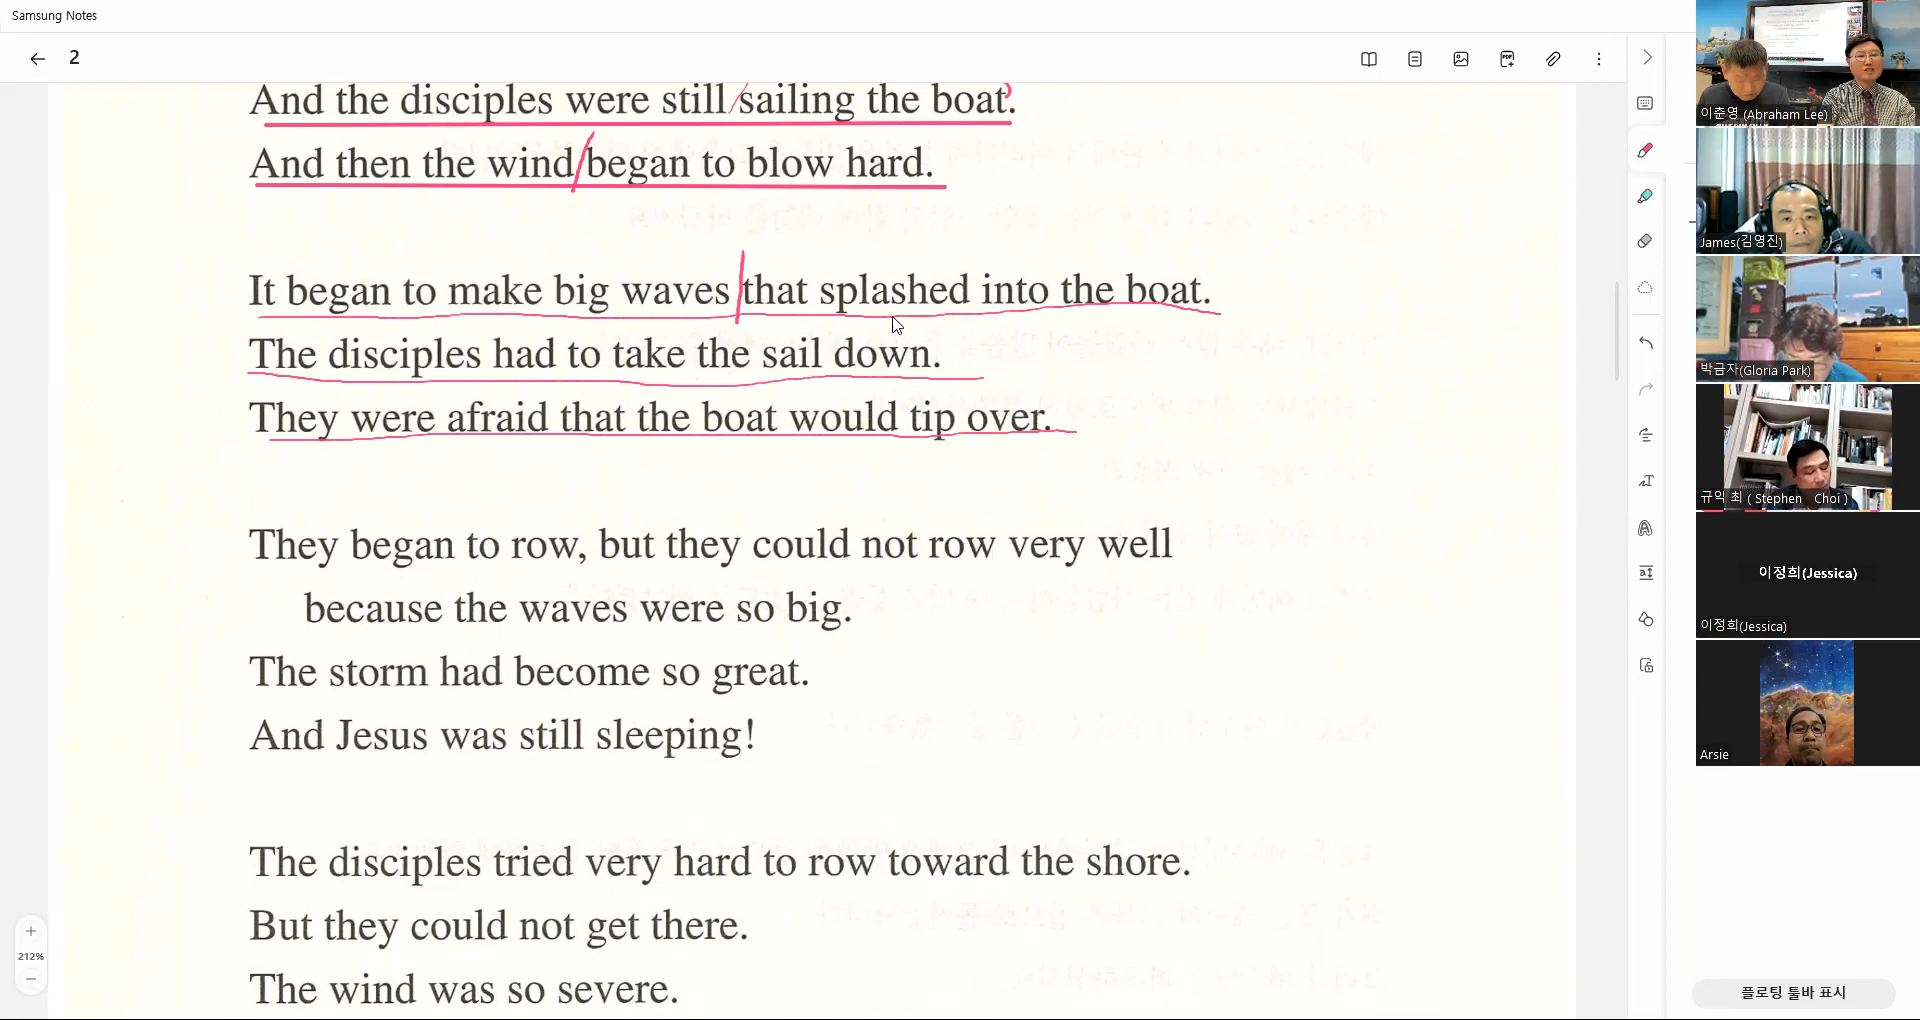 Samsung Notes
2
And the disciples were still sailing the boat.
And then the wind began to blow hard.
It began to make big waves that splashed into the boat.
The disciples had to take the sail down.
They were afraid that the boat would tip over.
They began to row, but they could not row very well
because the waves were so big.
The storm had become so great.
And Jesus was still sleeping!
The disciples tried very hard to row toward the shore.
But they could not get there.
The wind was so severe.
212%
이춘영 (Abraham Lee)
James(김영진)
박금자(Gloria Park)
규익 최 ( Stephen Choi )
이정희(Jessica)
이정희(Jessica)
Arsie
플로팅 툴바 표시